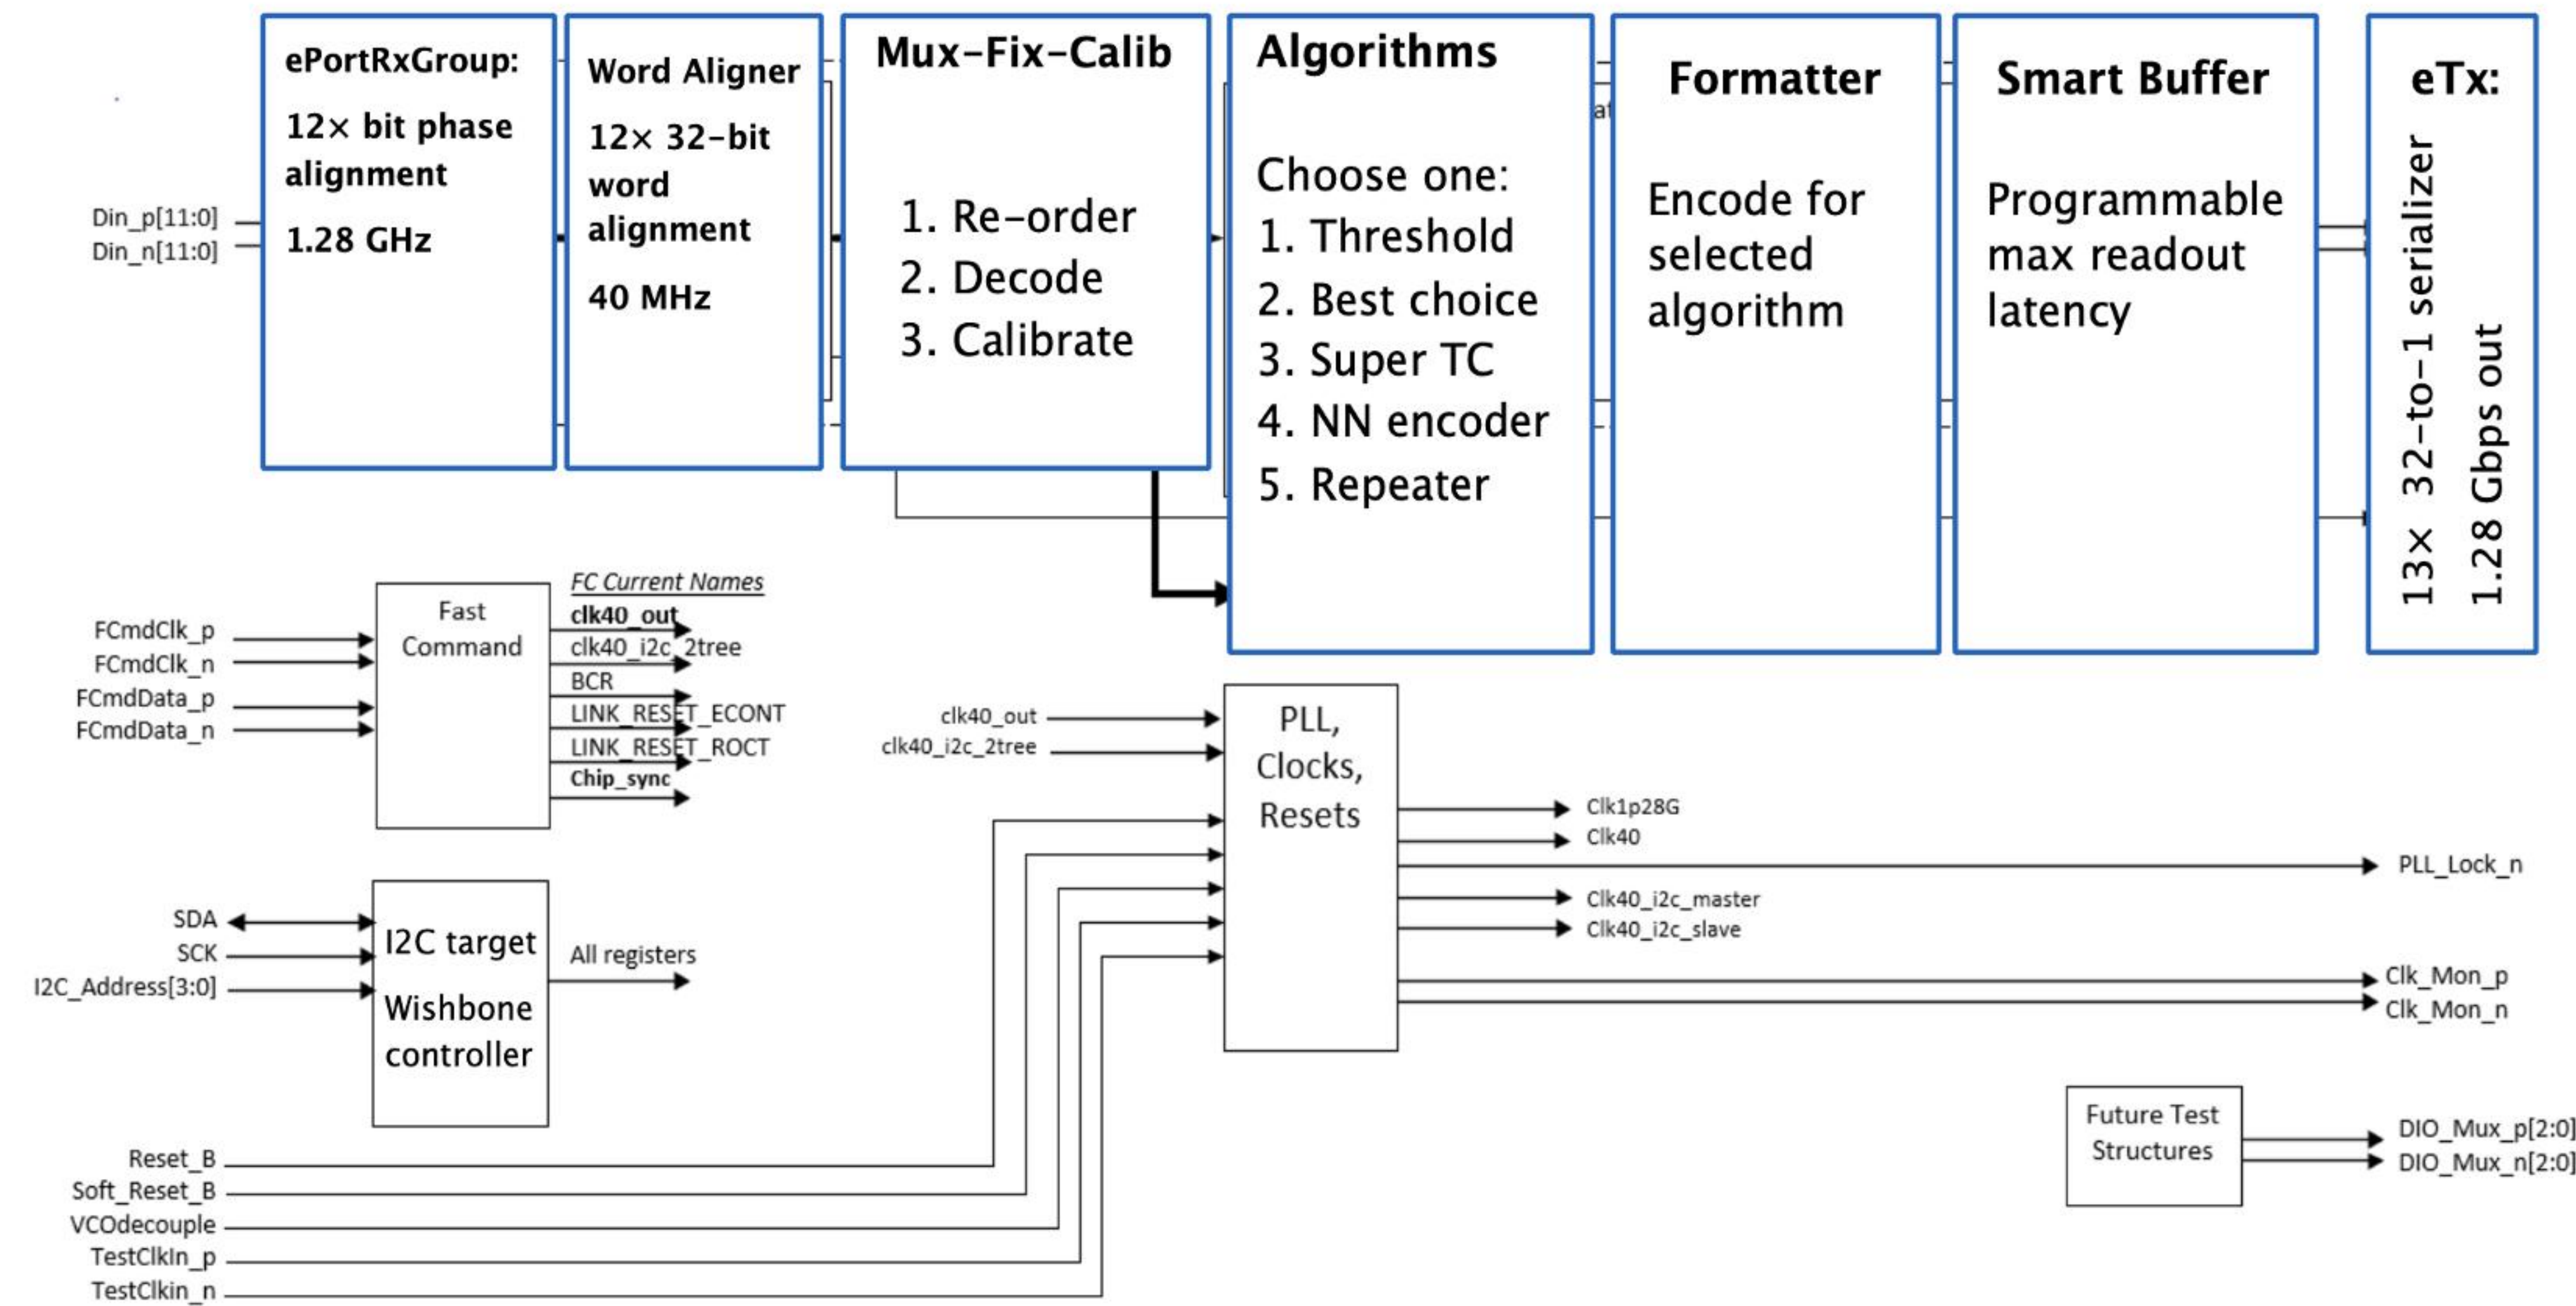 ePortRxGroup:
12× bit phase
alignment
1.28 GHz
Word Aligner
12× 32-bit
word
alignment
40 MHz
Mux-Fix-Calib
1. Re-order
2. Decode
3. Calibrate
Algorithms
Choose one:
1. Threshold
2. Best choice
3. Super TC
4. NN encoder
5. Repeater
Formatter
Encode for
selected
algorithm
Smart Buffer
Programmable
max readout
latency
eTx:
13× 32-to-1 serializer
1.28 Gbps out
Din_p[11:0]
Din_n[11:0]
FCmdClk_p
FCmdClk_n
FCmdData_p
FCmdData_n
Fast
Command
FC Current Names
clk40_out
clk40_i2c_2tree
BCR
LINK_RESET_ECONT
LINK_RESET_ROCT
Chip_sync
clk40_out
clk40_i2c_2tree
PLL,
Clocks,
Resets
Clk1p28G
Clk40
PLL_Lock_n
Clk40_i2c_master
Clk40_i2c_slave
Clk_Mon_p
Clk_Mon_n
SDA
SCK
I2C_Address[3:0]
I2C target
Wishbone
controller
All registers
Future Test
Structures
DIO_Mux_p[2:0]
DIO_Mux_n[2:0]
Reset_B
Soft_Reset_B
VCOdecouple
TestClkIn_p
TestClkin_n